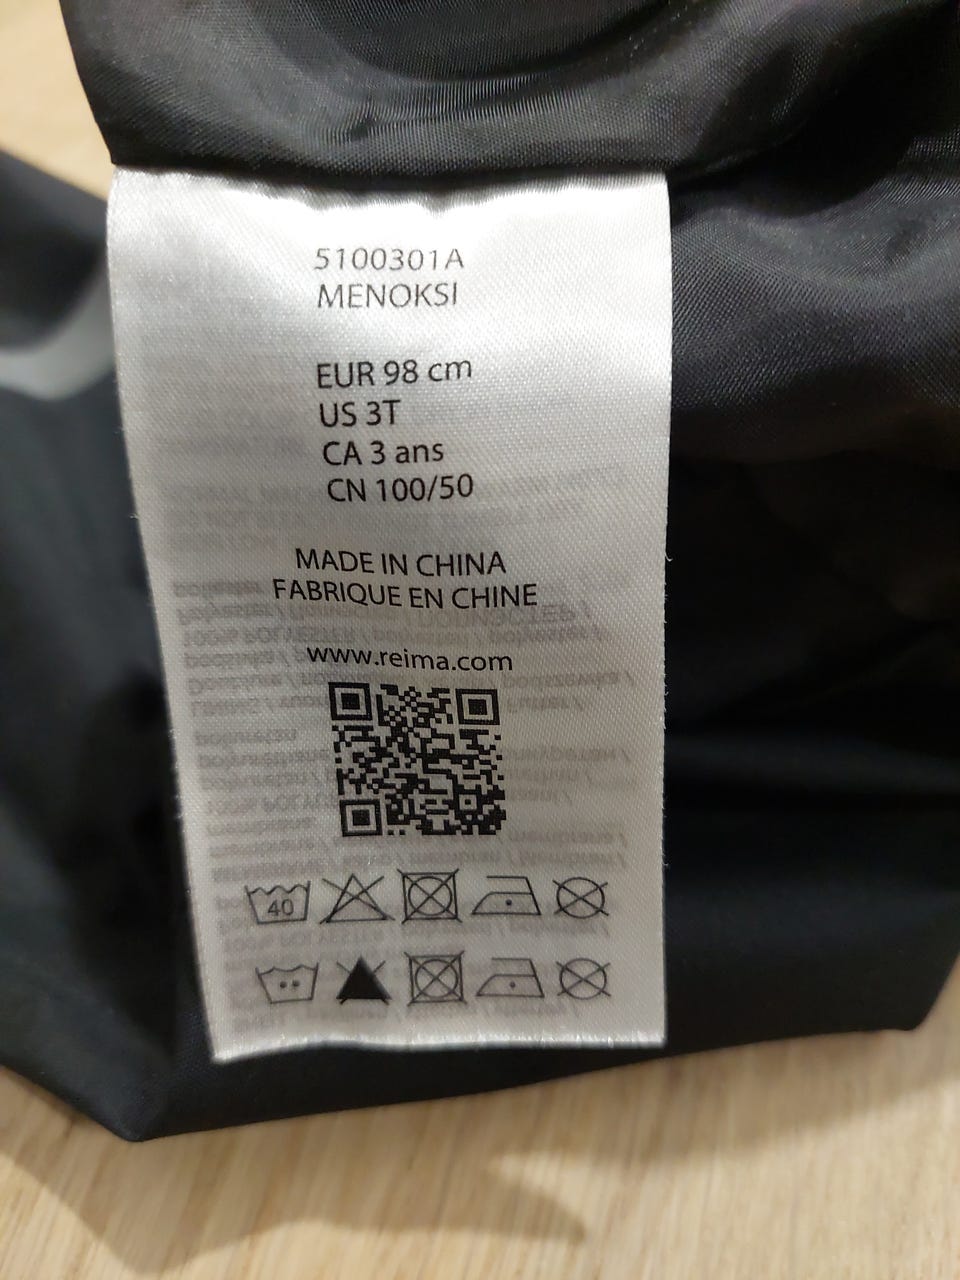 5100301A
MENOKSI
EUR 98 cm
US 3T
CA 3 ans
CN 100/50
MADE IN CHINA
FABRIQUE EN CHINE
www.reima.com
40